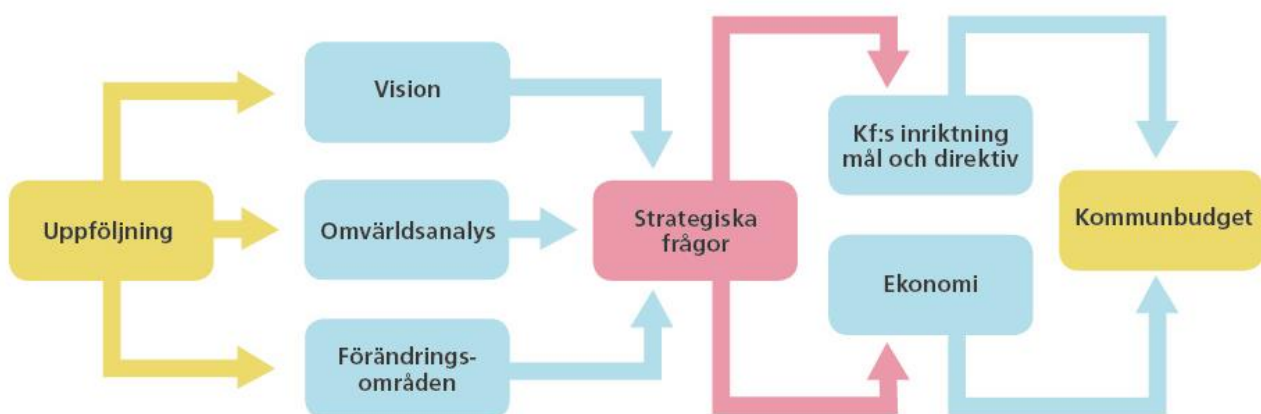 Uppföljning
Vision
Omvärldsanalys
Förändrings-
områden
Strategiska
frågor
Kf:s inriktning
mål och direktiv
Ekonomi
Kommunbudget